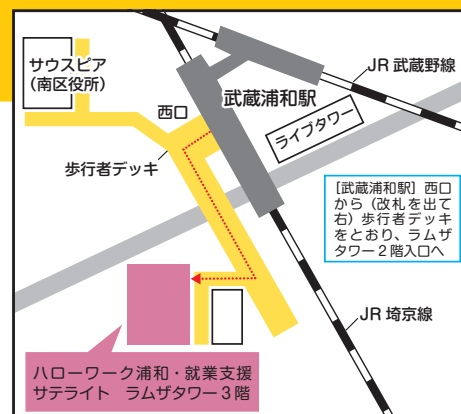 サウスピア
（南区役所）
西口
武蔵浦和駅
JR 武蔵野線
ライブタワー
歩行者デッキ
［武蔵浦和駅］西口
から（改札を出て
右）歩行者デッキ
をとおり、ラムザ
タワー２階入口へ
JR 埼京線
ハローワーク浦和・就業支援
サテライト　ラムザタワー３階